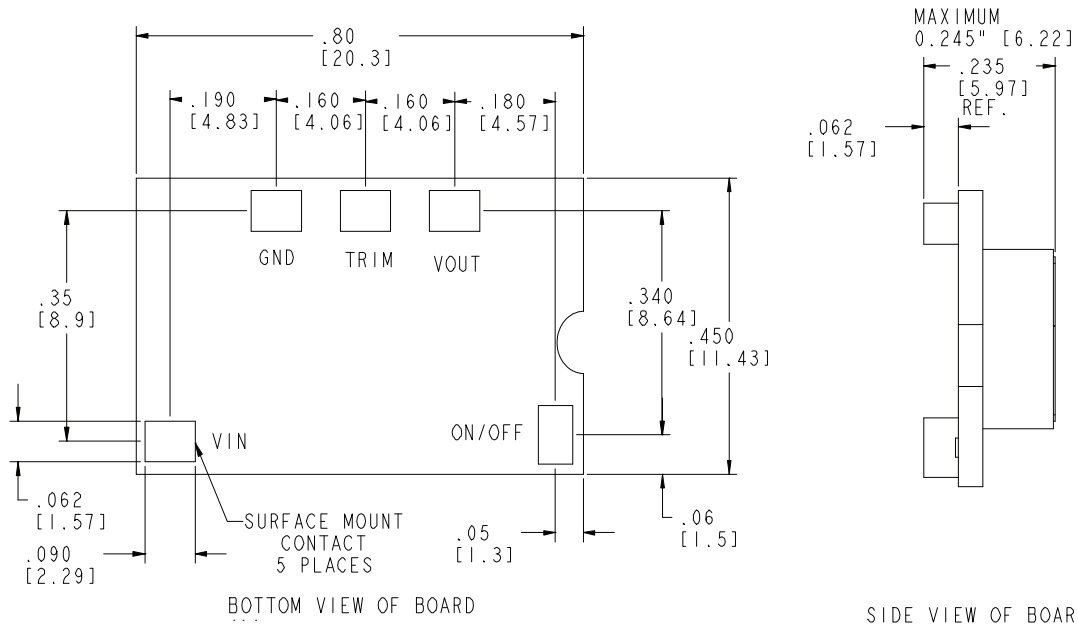 MAXIMUM
0.245" [6.22]
.80
[20.3]
.235
[5.97]
REF.
.190
[4.83]
.160
[4.06]
.160
[4.06]
.180
[4.57]
.062
[1.57]
GND
TRIM
VOUT
.35
[8.9]
.340
[8.64]
.450
[11.43]
VIN
ON/OFF
.062
[1.57]
.090
[2.29]
SURFACE MOUNT
CONTACT
5 PLACES
.05
[1.3]
.06
[1.5]
BOTTOM VIEW OF BOARD
SIDE VIEW OF BOAR